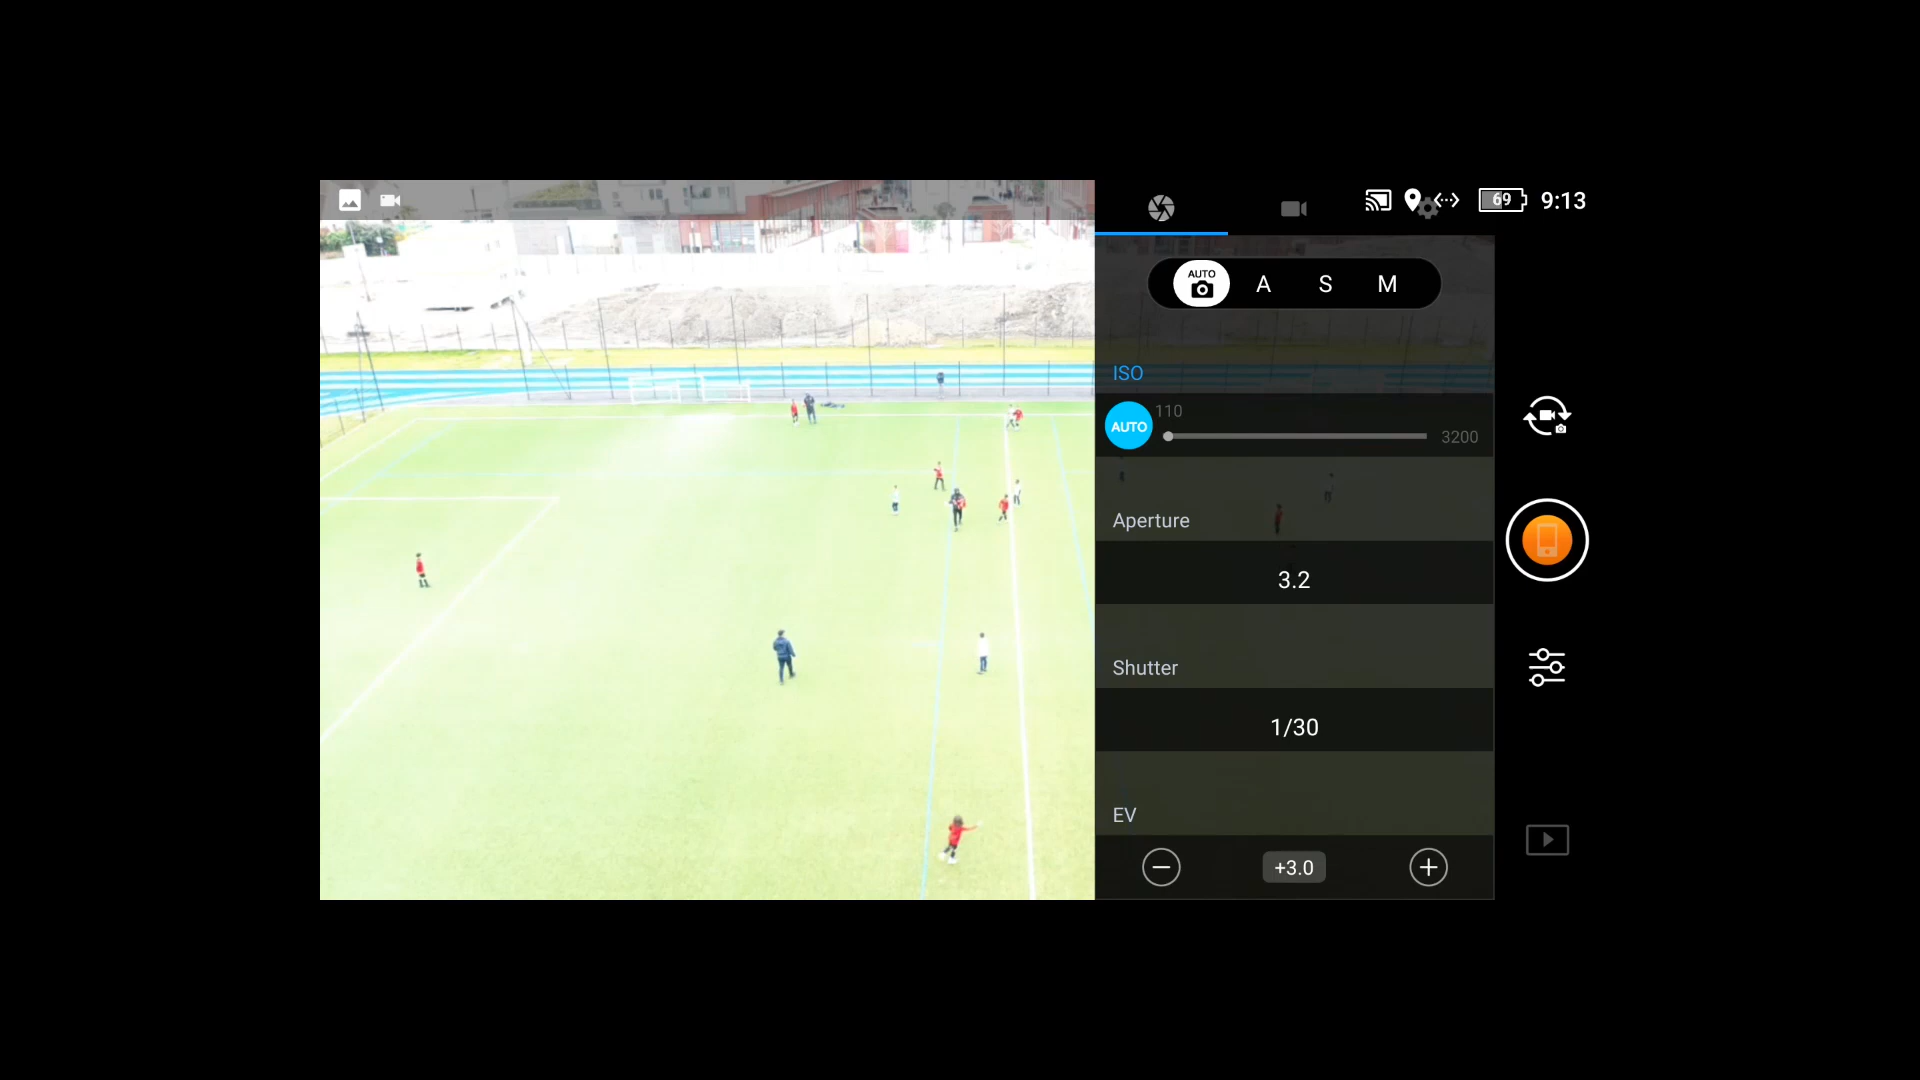 69 9:13
AUTO A S M
ISO
110
AUTO
3200
Aperture
3.2
Shutter
1/30
EV
+3.0